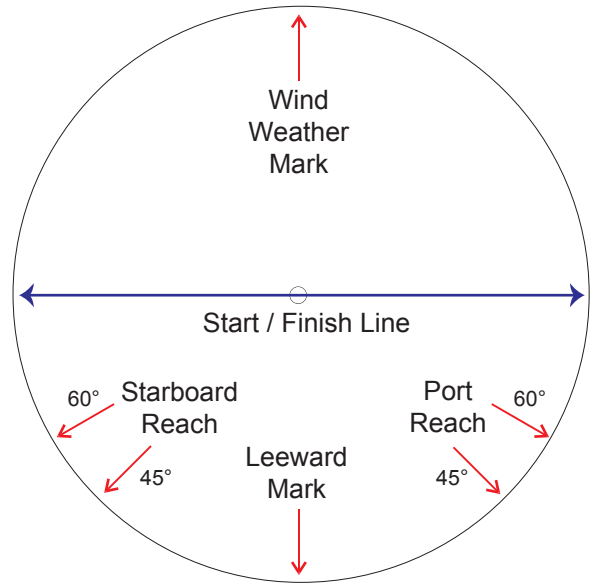 Wind
Weather
Mark
Start / Finish Line
60°
Starboard
Reach
45°
Port
Reach
60°
45°
Leeward
Mark